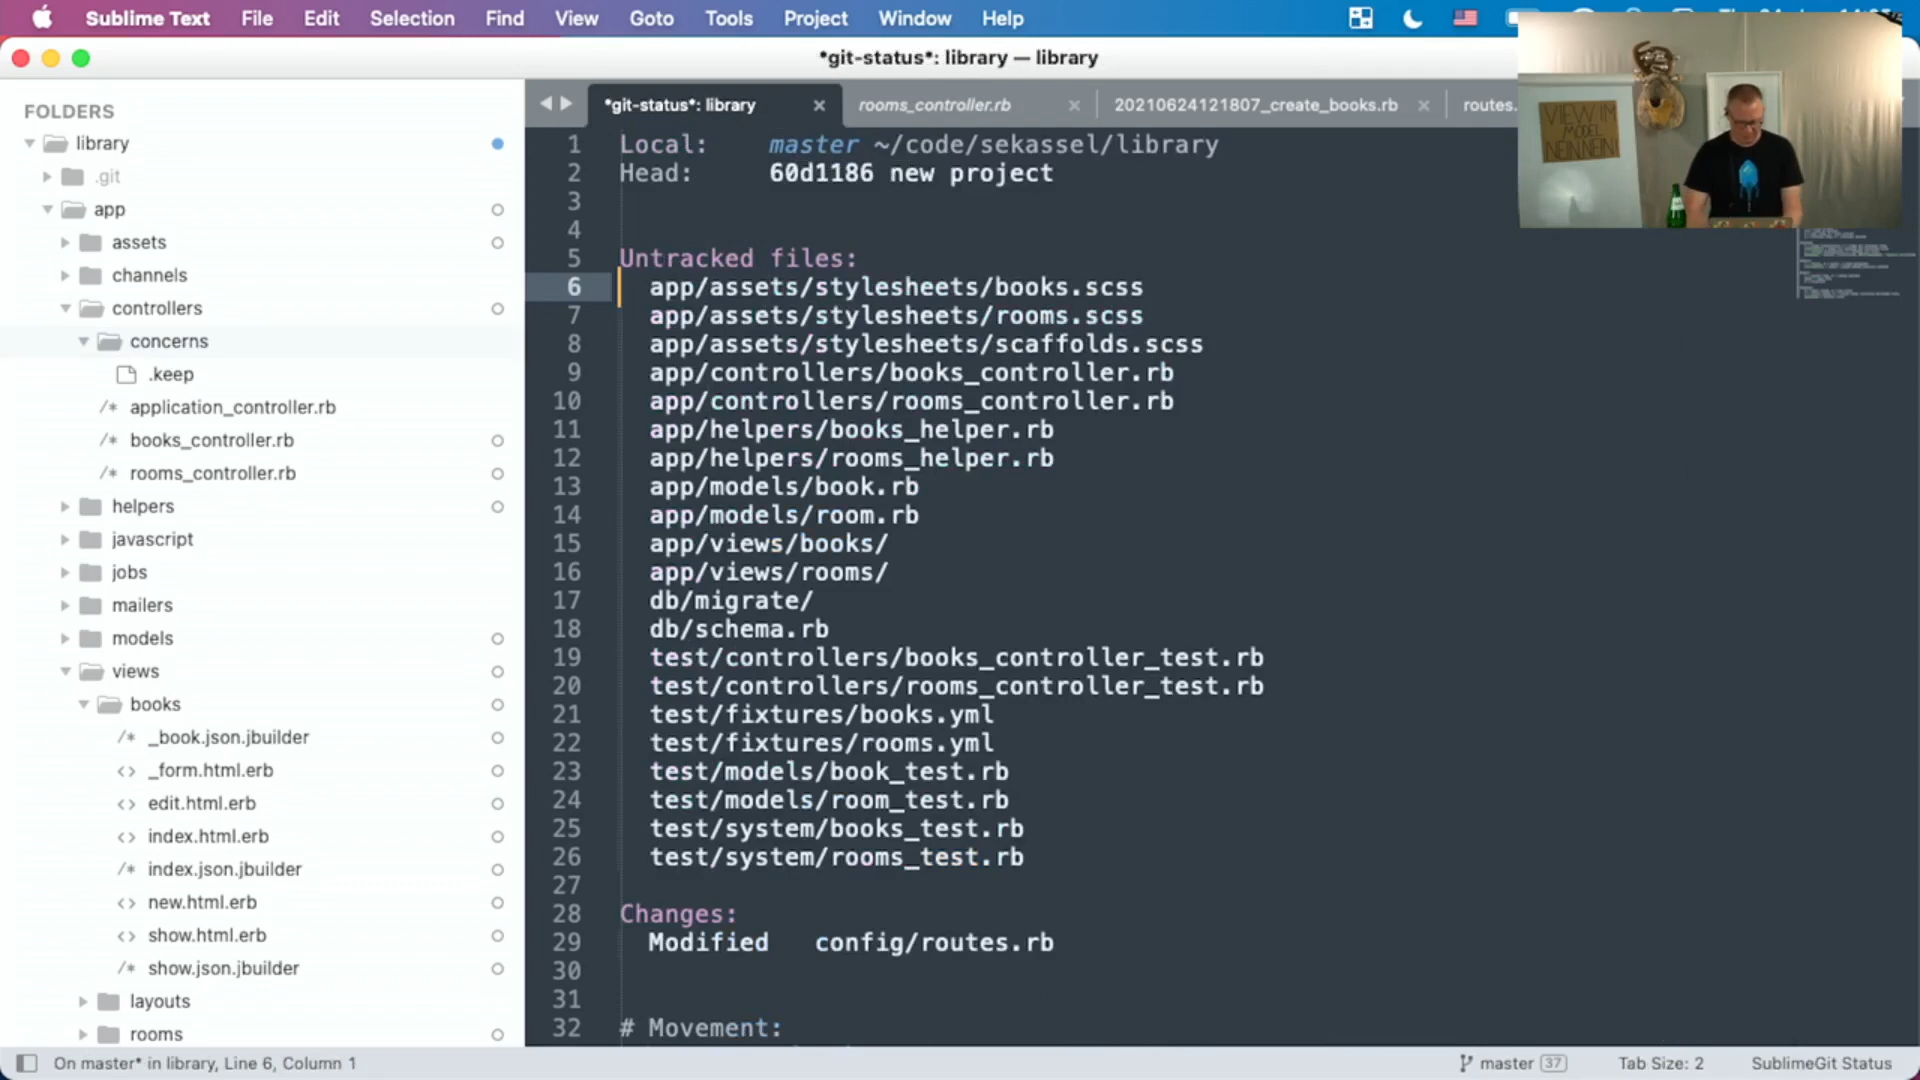 Sublime Text File Edit Selection Find View Goto Tools Project Window Help
*git-status*: library — library
FOLDERS
library
.git
app
assets
channels
controllers
concerns
.keep
application_controller.rb
books_controller.rb
rooms_controller.rb
helpers
javascript
jobs
mailers
models
views
books
_book.json.jbuilder
_form.html.erb
edit.html.erb
index.html.erb
index.json.jbuilder
new.html.erb
show.html.erb
show.json.jbuilder
layouts
rooms
*git-status*: library rooms_controller.rb 20210624121807_create_books.rb routes.
VIEW IM
MODEL
NEIN NEIN!
1 Local: master ~/code/sekassel/library
2 Head: 60d1186 new project
3
4
5 Untracked files:
6 app/assets/stylesheets/books.scss
7 app/assets/stylesheets/rooms.scss
8 app/assets/stylesheets/scaffolds.scss
9 app/controllers/books_controller.rb
10 app/controllers/rooms_controller.rb
11 app/helpers/books_helper.rb
12 app/helpers/rooms_helper.rb
13 app/models/book.rb
14 app/models/room.rb
15 app/views/books/
16 app/views/rooms/
17 db/migrate/
18 db/schema.rb
19 test/controllers/books_controller_test.rb
20 test/controllers/rooms_controller_test.rb
21 test/fixtures/books.yml
22 test/fixtures/rooms.yml
23 test/models/book_test.rb
24 test/models/room_test.rb
25 test/system/books_test.rb
26 test/system/rooms_test.rb
27
28 Changes:
29 Modified config/routes.rb
30
31
32 # Movement:
On master* in library, Line 6, Column 1 master 37 Tab Size: 2 SublimeGit Status